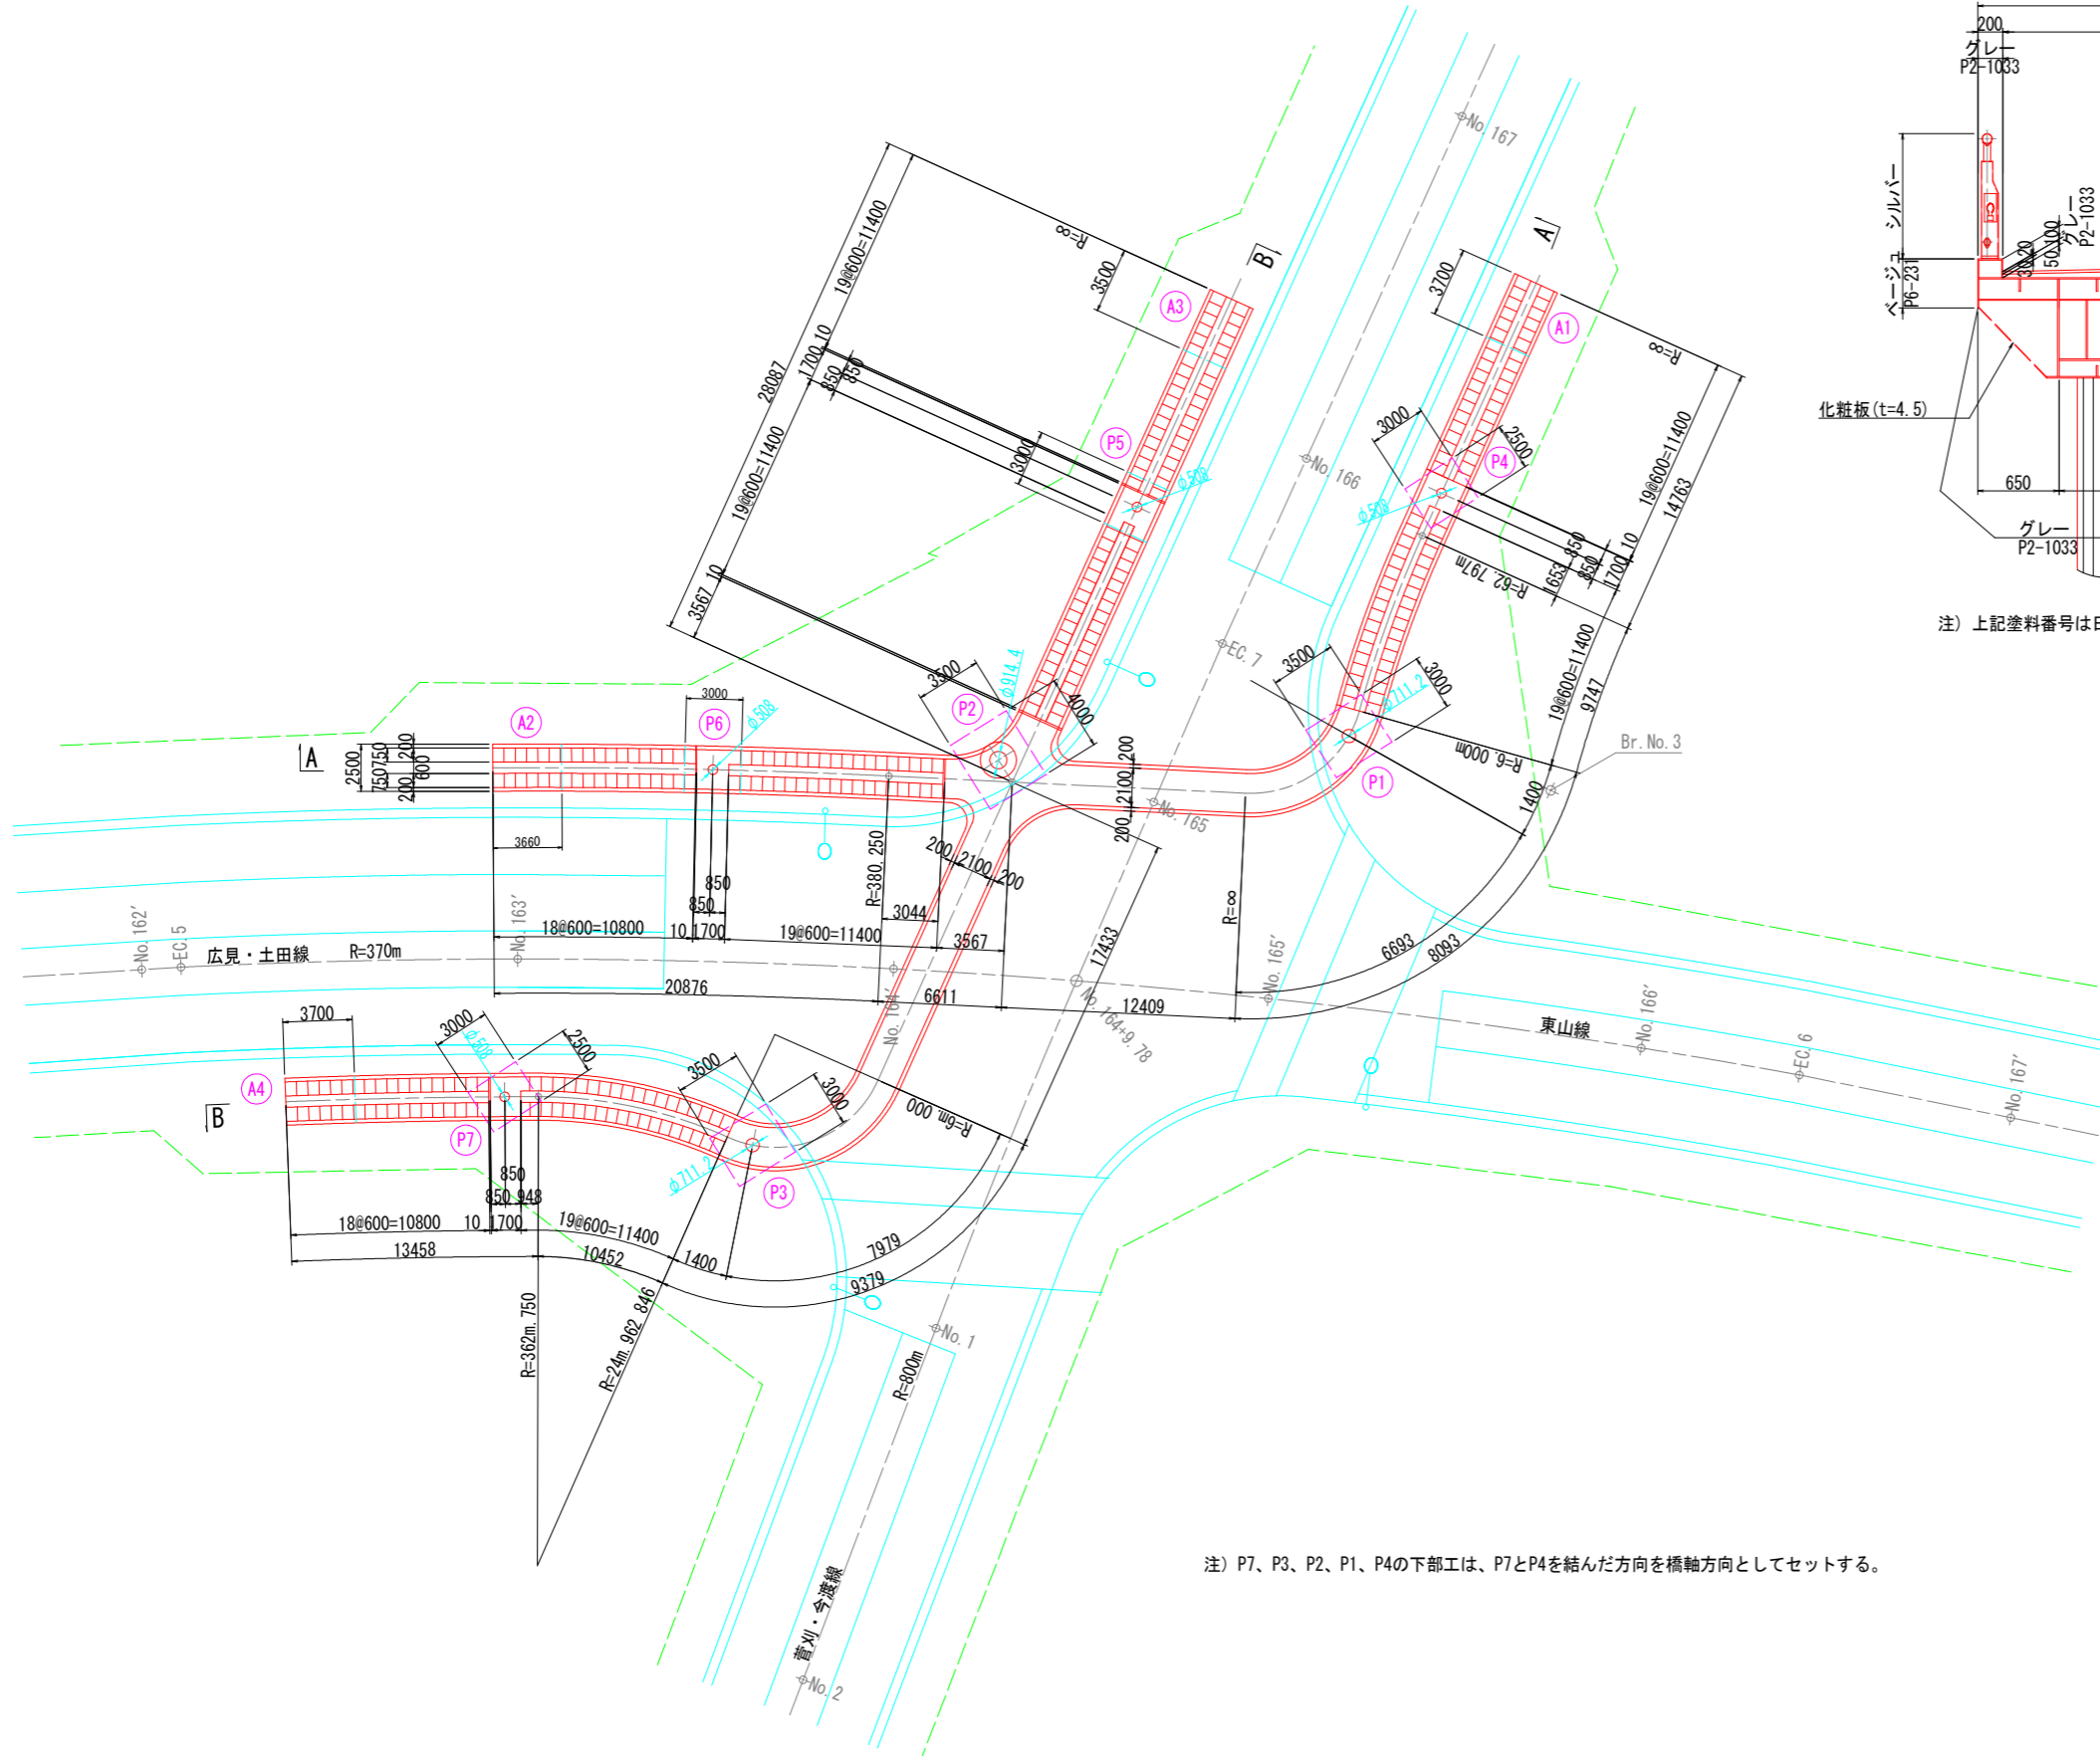 200
グレー
P2-1033
シルバー
ベージュ
P6-231
30
20
50
100
グレー
P2-1033
化粧板(t=4.5)
650
グレー
P2-1033
注) 上記塗料番号は
No.167
R=∞
3500
B
A
3700
A3
A1
R=∞
19@600=11400
10
1700
850
850
28087
19@600=11400
10
3567
P5
3000
φ508
No.166
3000
2500
P4
φ508
19@600=11400
14763
10
850
850
1700
1653
R=62.797m
EC.7
3500
3000
φ711.2
P1
19@600=11400
9747
R=6.000m
1400
Br.No.3
P2
3500
φ914.4
4000
A
A2
P6
3000
φ508
2500
750
750
200
600
200
3660
200
2100
200
No.165
R=380.250
200
2100
200
850
850
3044
18@600=10800
10
1700
19@600=11400
3567
R=∞
17433
6693
8093
No.162′
EC.5
広見・土田線
R=370m
No.163′
20876
6611
12409
No.164′
No.164+9.78
No.165′
東山線
No.166′
EC.6
No.167′
3700
3000
φ508
2500
A4
B
P7
3500
3000
R=6m.000
φ711.2
P3
850
850
948
18@600=10800
10
1700
19@600=11400
13458
10452
1400
7979
9379
R=362m.750
R=24m.962 846
No.1
R=800m
菅刈・今渡線
No.2
注) P7、P3、P2、P1、P4の下部工は、P7とP4を結んだ方向を橋軸方向としてセットする。